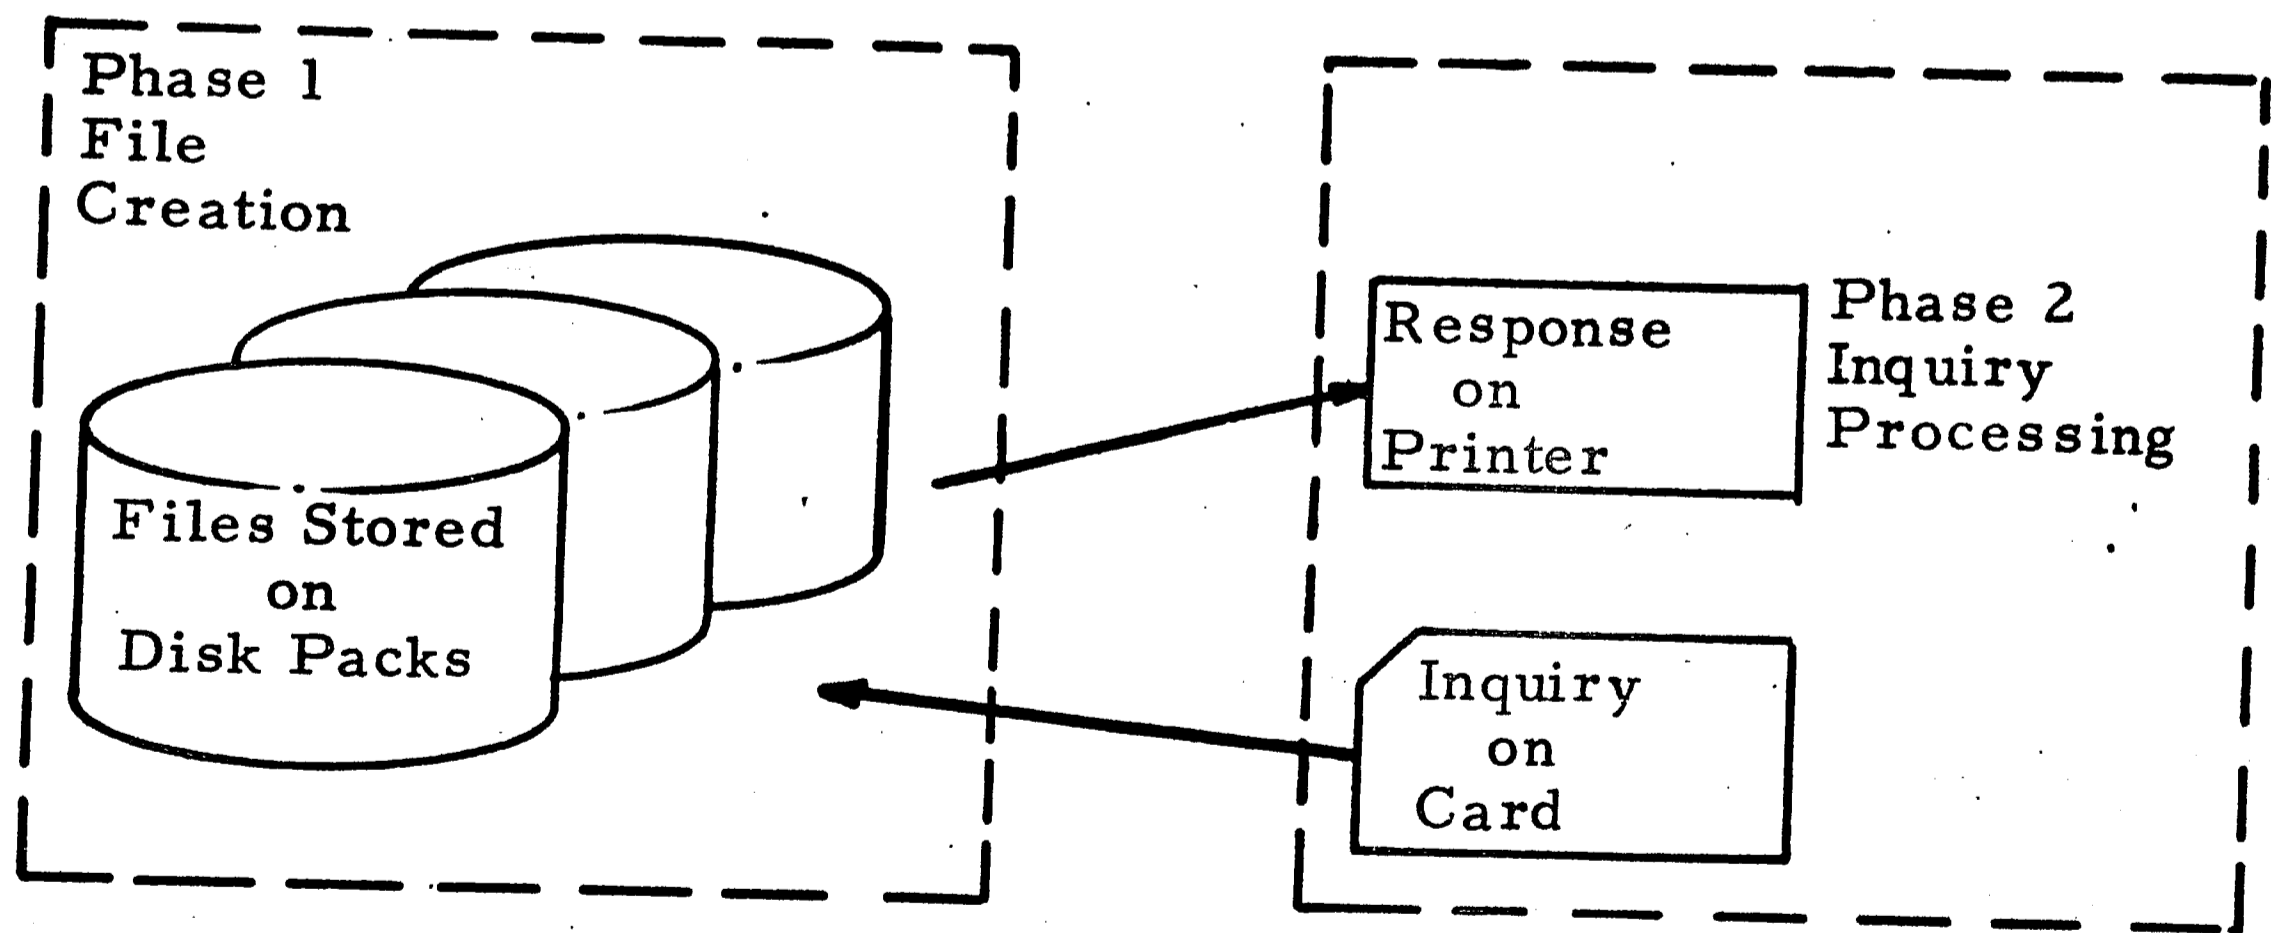 Phase 1
File
Creation
Files Stored
on
Disk Packs
Response
on
Printer
Phase 2
Inquiry
Processing
Inquiry
on
Card